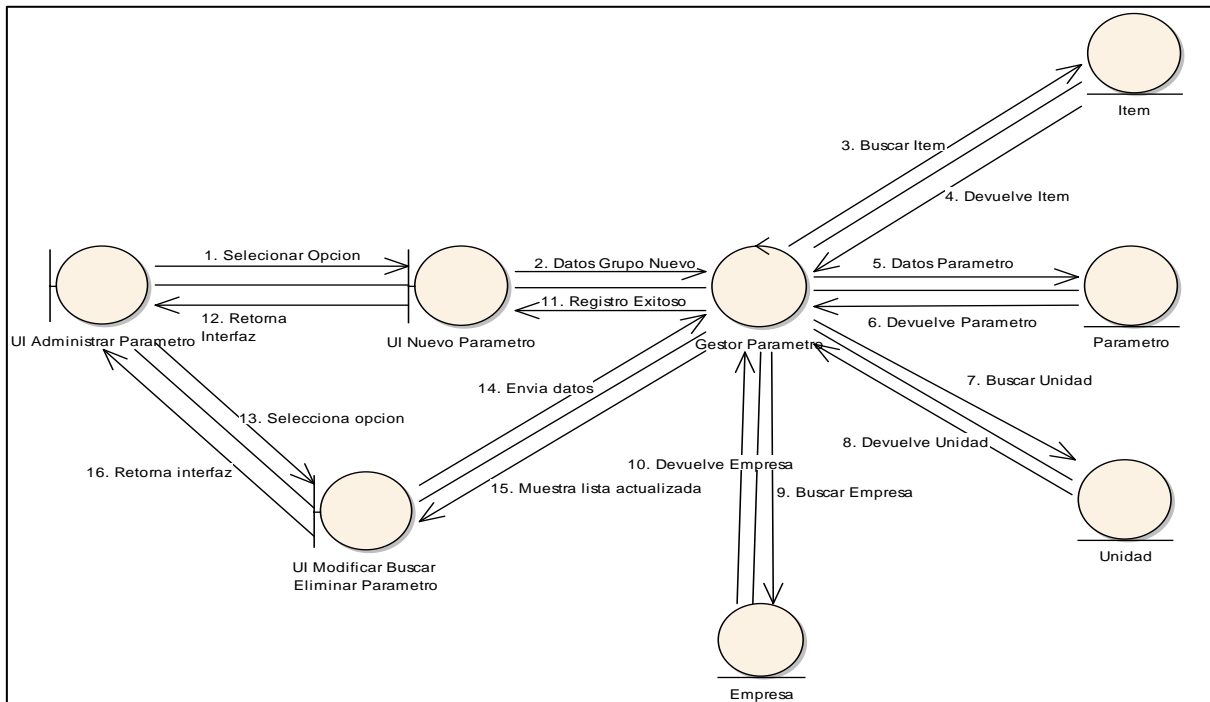 Item
3. Buscar Item
4. Devuelve Item
1. Selecionar Opcion
2. Datos Grupo Nuevo
5. Datos Parametro
11. Registro Exitoso
12. Retorna
Interfaz
6. Devuelve Parametro
UI Administrar Parametro
UI Nuevo Parametro
Gestor Parametro
Parametro
7. Buscar Unidad
14. Envia datos
13. Selecciona opcion
8. Devuelve Unidad
16. Retorna interfaz
10. Devuelve Empresa
15. Muestra lista actualizada
9. Buscar Empresa
Unidad
UI Modificar Buscar
Eliminar Parametro
Empresa